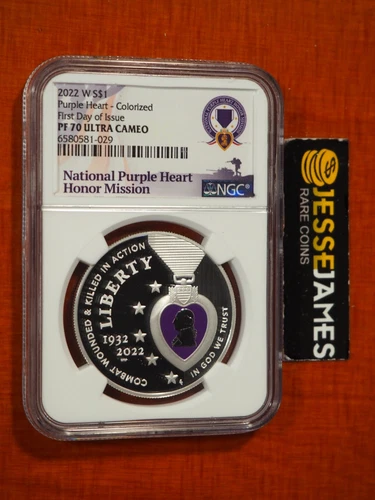 2022 W S$1
Purple Heart - Colorized
First Day of Issue
PF 70 ULTRA CAMEO
6580581-029
National Purple Heart
Honor Mission
NGC
COMBAT WOUNDED & KILLED IN ACTION
LIBERTY
1932
2022
IN GOD WE TRUST
JESSE JAMES
RARE COINS